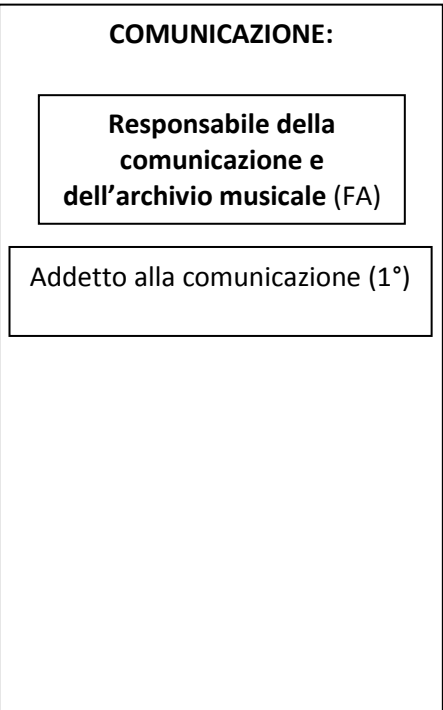 COMUNICAZIONE:
Responsabile della
comunicazione e
dell’archivio musicale (FA)
Addetto alla comunicazione (1°)